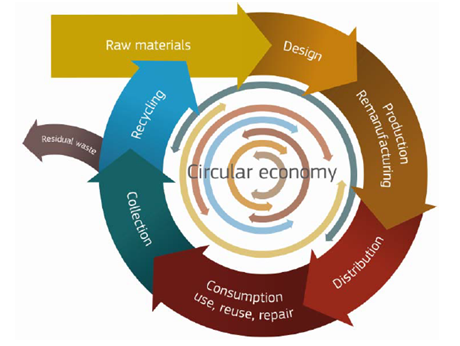 Raw materials
Design
Production
Remanufacturing
Distribution
Consumption
use, reuse, repair
Collection
Recycling
Residual waste
Circular economy